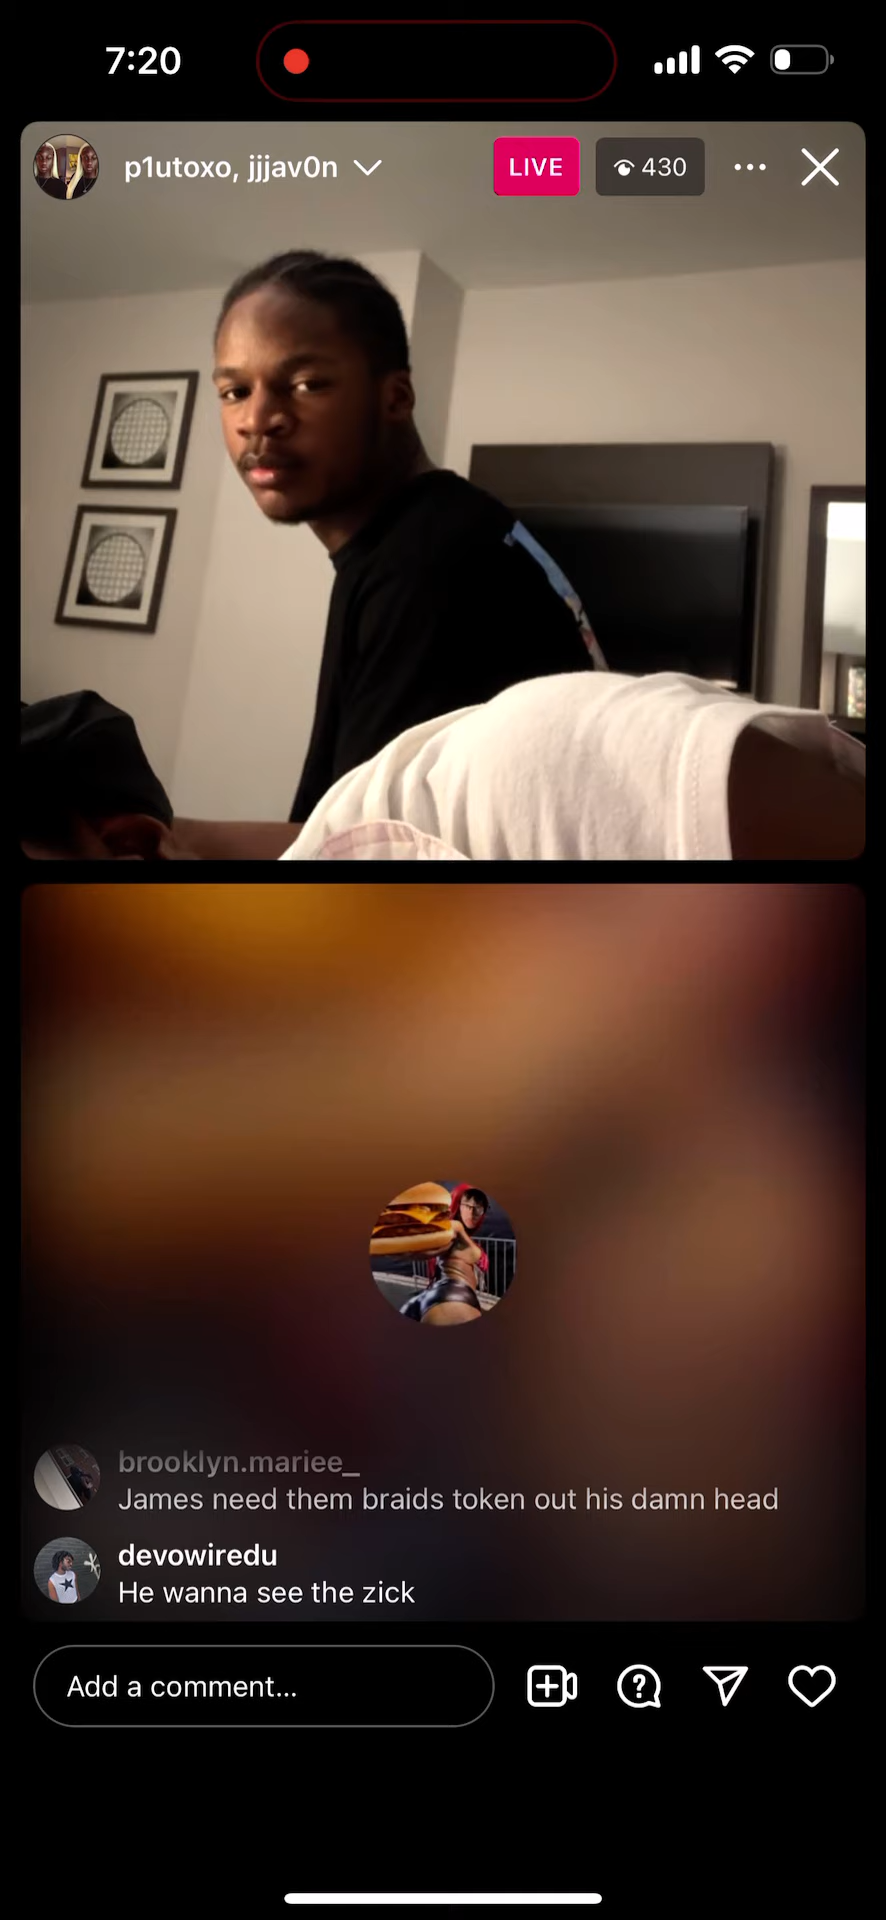 7:20
p1utoxo, jjjav0n
LIVE
430
brooklyn.mariee_
James need them braids token out his damn head
devowiredu
He wanna see the zick
Add a comment...